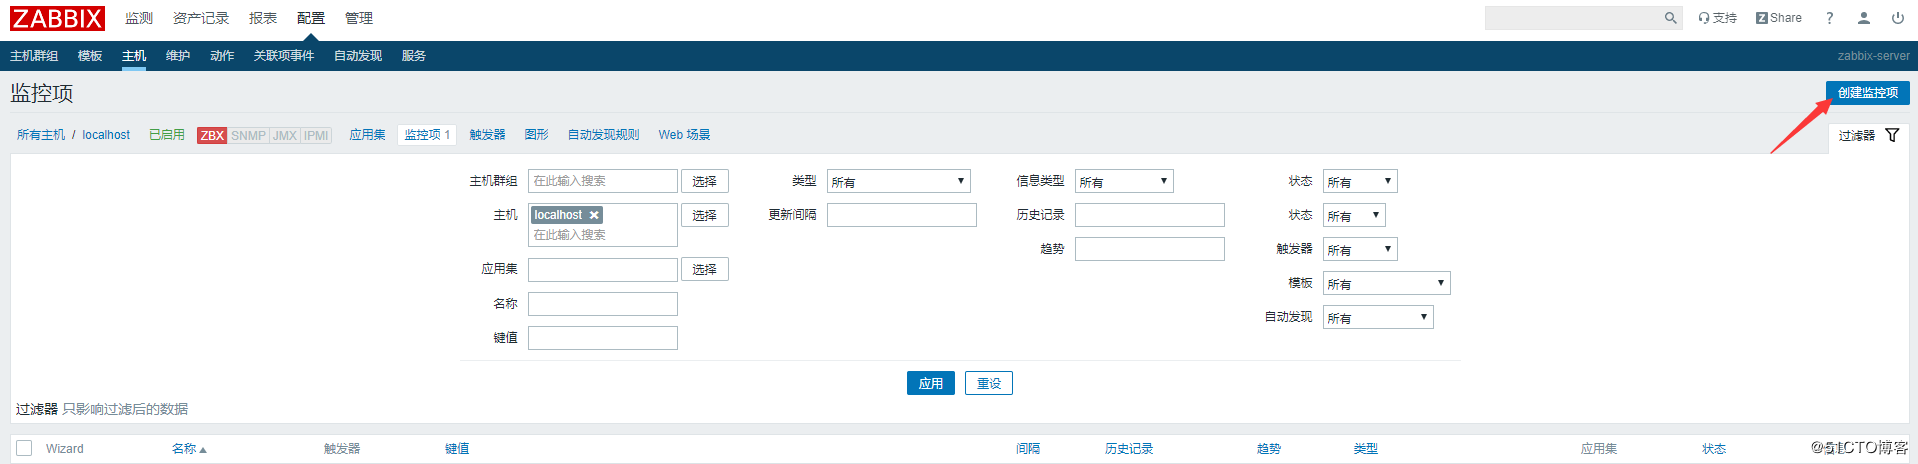 ZABBIX 监测 资产记录 报表 配置 管理 支持 Z Share ?
主机群组 模板 主机 维护 动作 关联项事件 自动发现 服务 zabbix-server
监控项 创建监控项
所有主机 / localhost 已启用 ZBX SNMP JMX IPMI 应用集 监控项 1 触发器 图形 自动发现规则 Web 场景 过滤器
主机群组 在此输入搜索 选择 类型 所有 信息类型 所有 状态 所有
主机 localhost 选择 更新间隔 历史记录 状态 所有
在此输入搜索
趋势 触发器 所有
应用集 选择
模板 所有
名称
自动发现 所有
键值
应用 重设
过滤器 只影响过滤后的数据
Wizard 名称 触发器 键值 间隔 历史记录 趋势 类型 应用集 状态
@51CTO博客